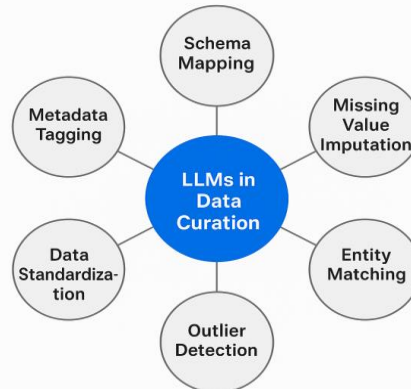 Schema
Mapping
Metadata
Tagging
Missing
Value
Imputation
LLMs in
Data
Curation
Data
Standardiza-
tion
Entity
Matching
Outlier
Detection